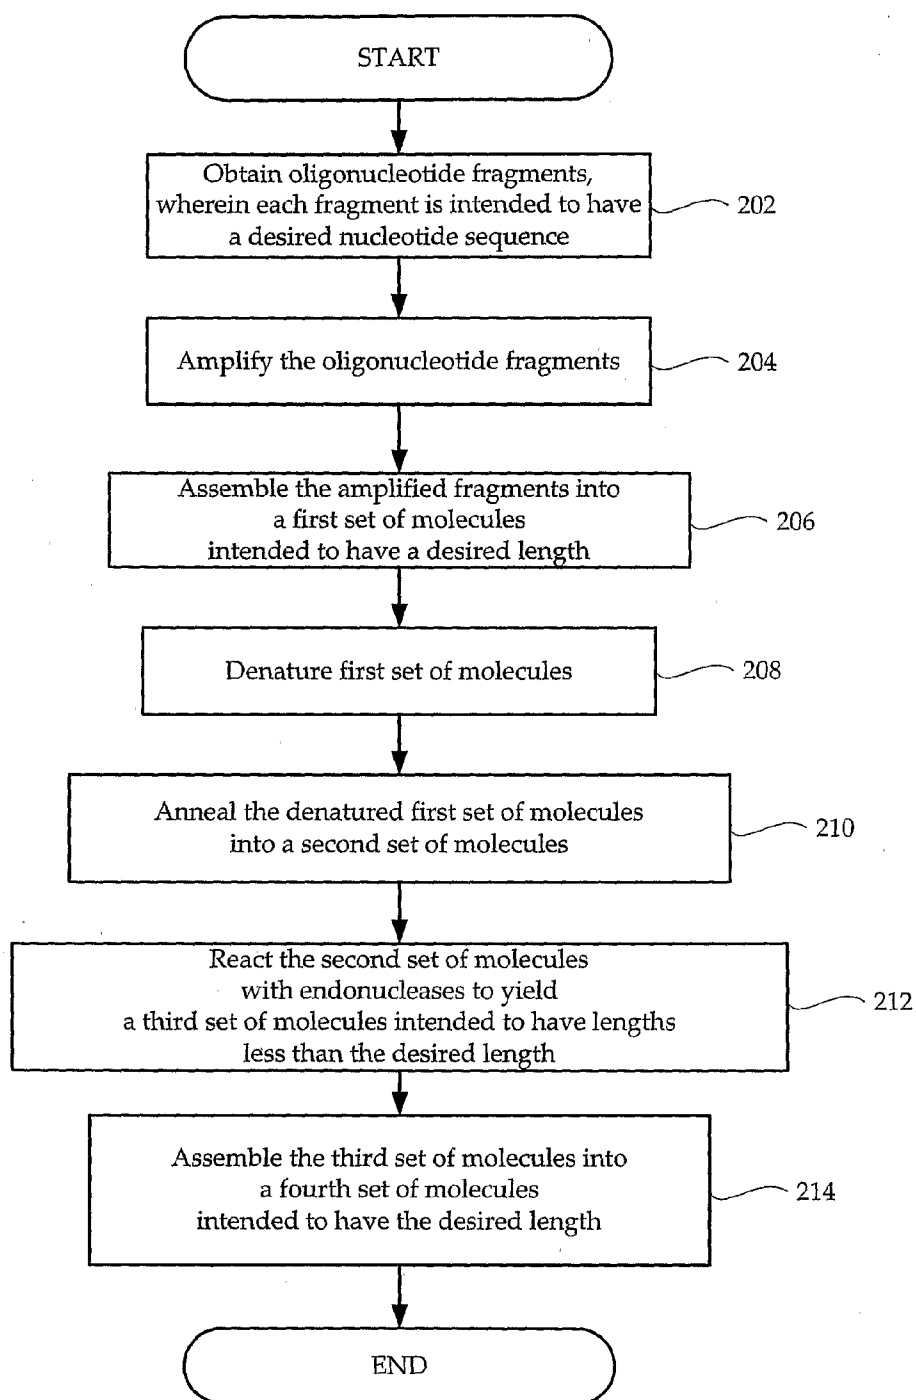 START
Obtain oligonucleotide fragments,
wherein each fragment is intended to have
a desired nucleotide sequence
202
Amplify the oligonucleotide fragments
204
Assemble the amplified fragments into
a first set of molecules
intended to have a desired length
206
Denature first set of molecules
208
Anneal the denatured first set of molecules
into a second set of molecules
210
React the second set of molecules
with endonucleases to yield
a third set of molecules intended to have lengths
less than the desired length
212
Assemble the third set of molecules into
a fourth set of molecules
intended to have the desired length
214
END